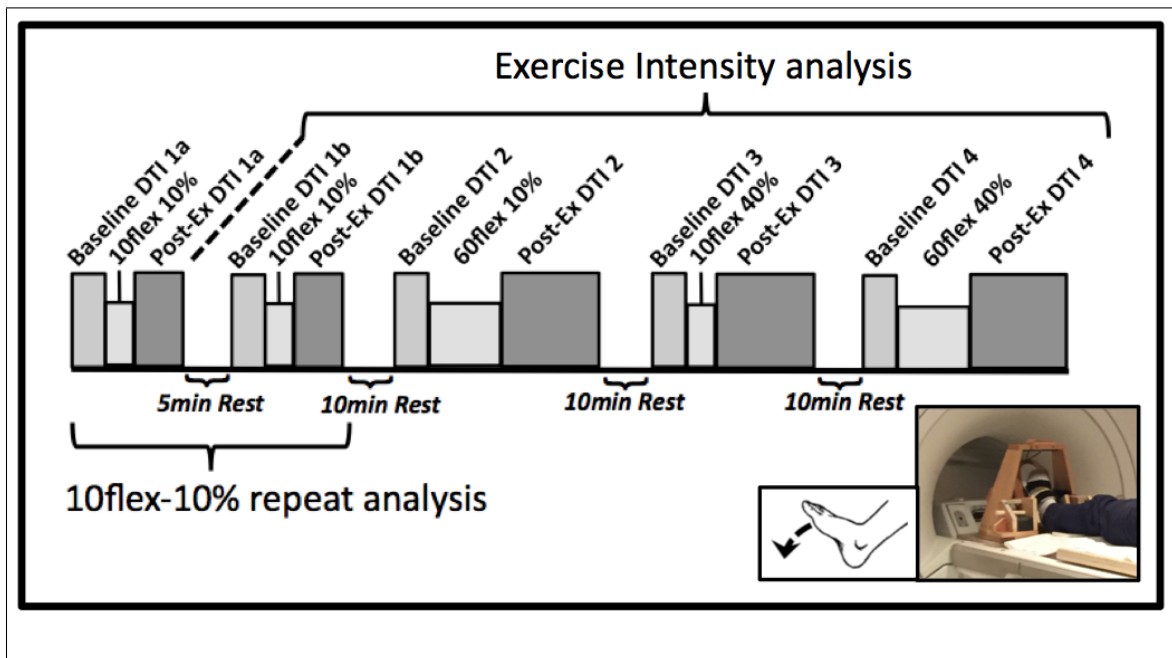 Exercise Intensity analysis
Baseline DTI 1a
10flex 10%
Post-Ex DTI 1a
Baseline DTI 1b
10flex 10%
Post-Ex DTI 1b
Baseline DTI 2
60flex 10%
Post-Ex DTI 2
Baseline DTI 3
10flex 40%
Post-Ex DTI 3
Baseline DTI 4
60flex 40%
Post-Ex DTI 4
5min Rest
10min Rest
10min Rest
10min Rest
10flex-10% repeat analysis